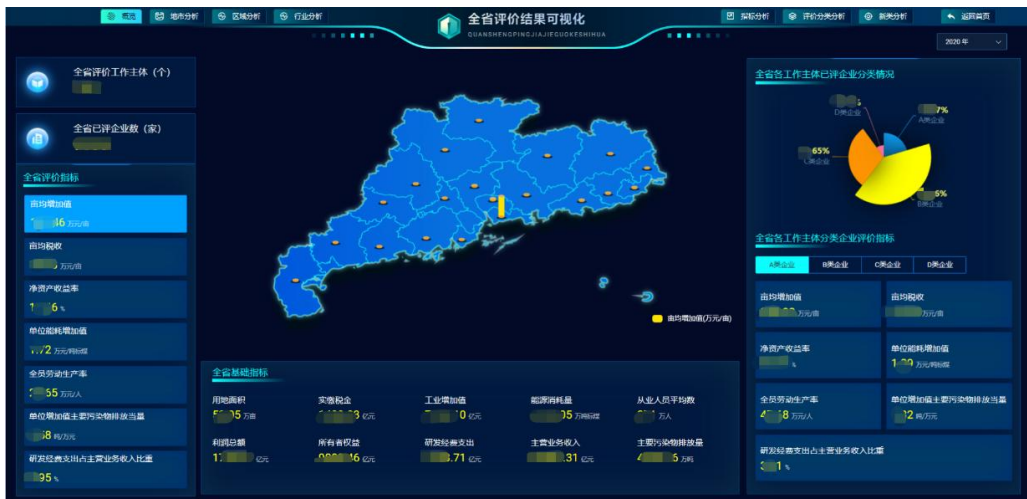 概览
地市分析
区域分析
行业分析
全省评价结果可视化
QUANSHENGPINGJIAJIEGUOKESHIHUA
指标分析
评价分类分析
新类分析
返回首页
2020年
全省评价工作主体（个）
全省已评企业数（家）
全省评价指标
亩均增加值
46 万元/亩
亩均税收
万元/亩
净资产收益率
6 %
单位能耗增加值
72 万元/吨标煤
全员劳动生产率
65 万元/人
单位增加值主要污染物排放当量
8 吨/万元
研发经费支出占主营业务收入比重
95 %
亩均增加值(万元/亩)
全省基础指标
用地面积
实缴税金
工业增加值
能源消耗量
从业人员平均数
05 万亩
亿元
0 亿元
05 万吨标煤
万人
利润总额
所有者权益
研发经费支出
主营业务收入
主要污染物排放量
亿元
46 亿元
.71 亿元
.31 亿元
6 万吨
全省各工作主体已评企业分类情况
D类企业
7%
A类企业
65%
C类企业
5%
B类企业
全省各工作主体分类企业评价指标
A类企业
B类企业
C类企业
D类企业
亩均增加值
亩均税收
万元/亩
万元/亩
净资产收益率
单位能耗增加值
%
万元/吨标煤
全员劳动生产率
单位增加值主要污染物排放当量
8 万元/人
02 吨/万元
研发经费支出占主营业务收入比重
1 %